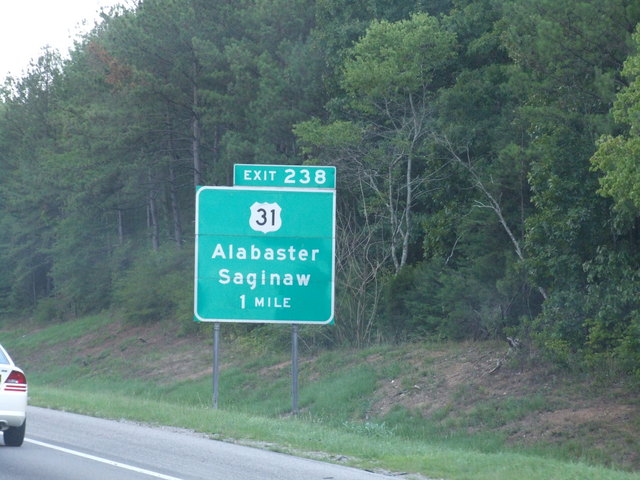 EXIT 238
31
Alabaster
Saginaw
1 MILE